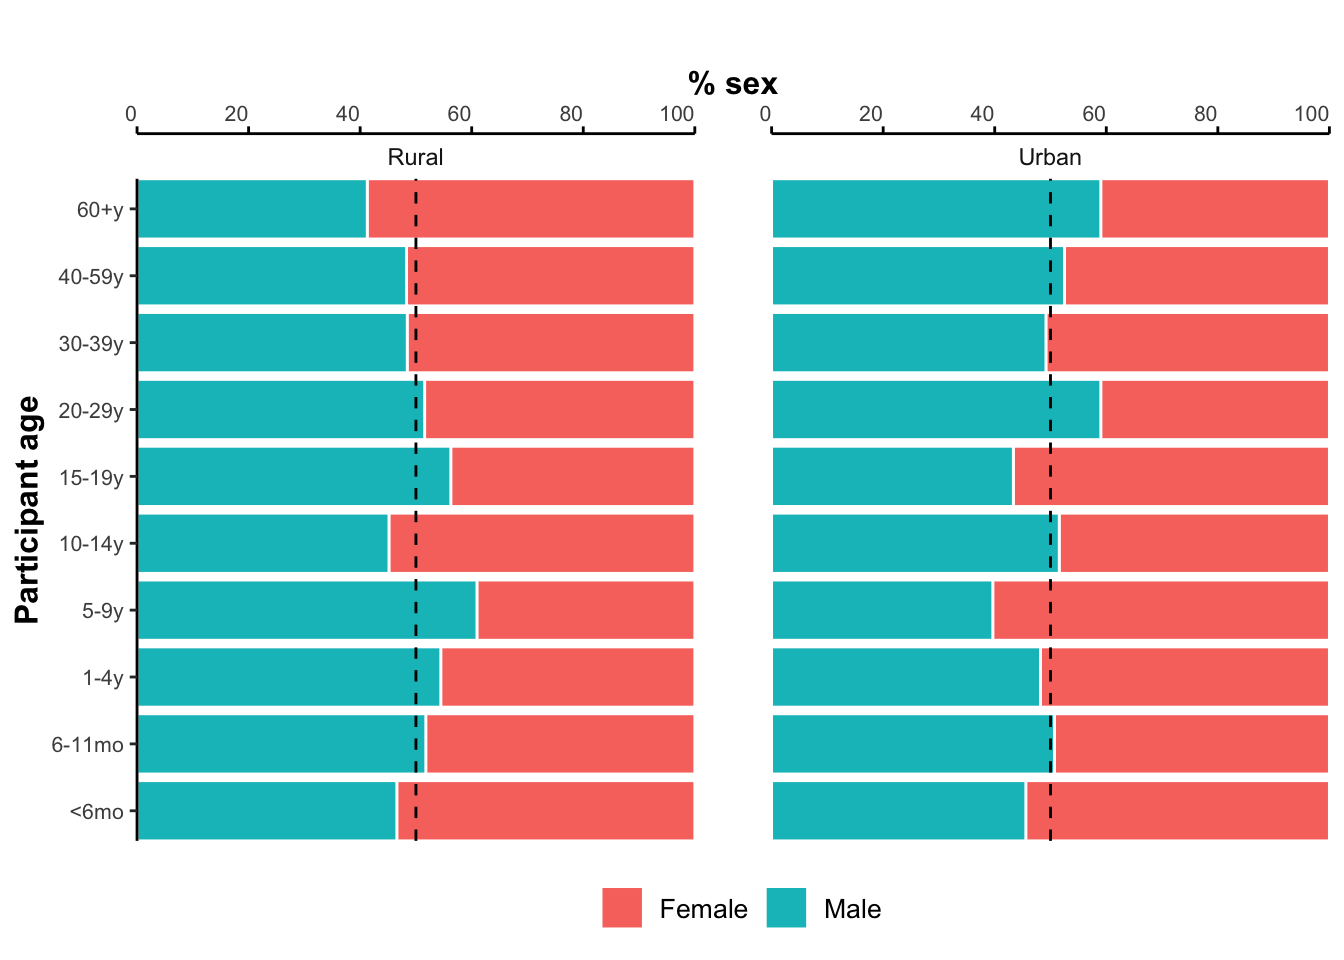 % sex
0 20 40 60 80 100 0 20 40 60 80 100
Rural Urban
Participant age
60+y
40-59y
30-39y
20-29y
15-19y
10-14y
5-9y
1-4y
6-11mo
<6mo
Female Male